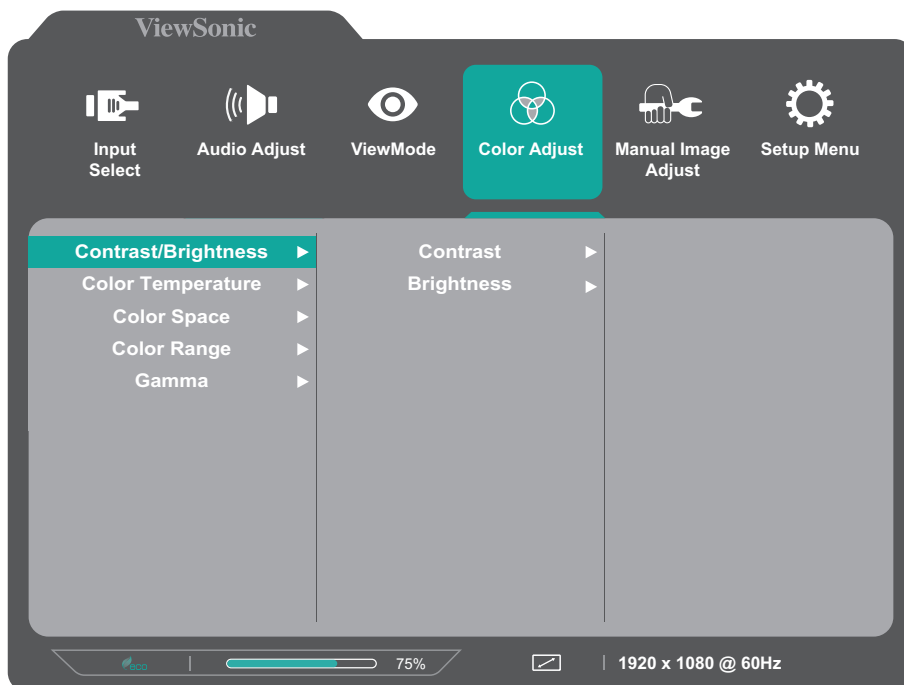 ViewSonic
Input
Select
Audio Adjust
ViewMode
Color Adjust
Manual Image
Adjust
Setup Menu
Contrast/Brightness
Color Temperature
Color Space
Color Range
Gamma
Contrast
Brightness
eco
75%
1920 x 1080 @ 60Hz